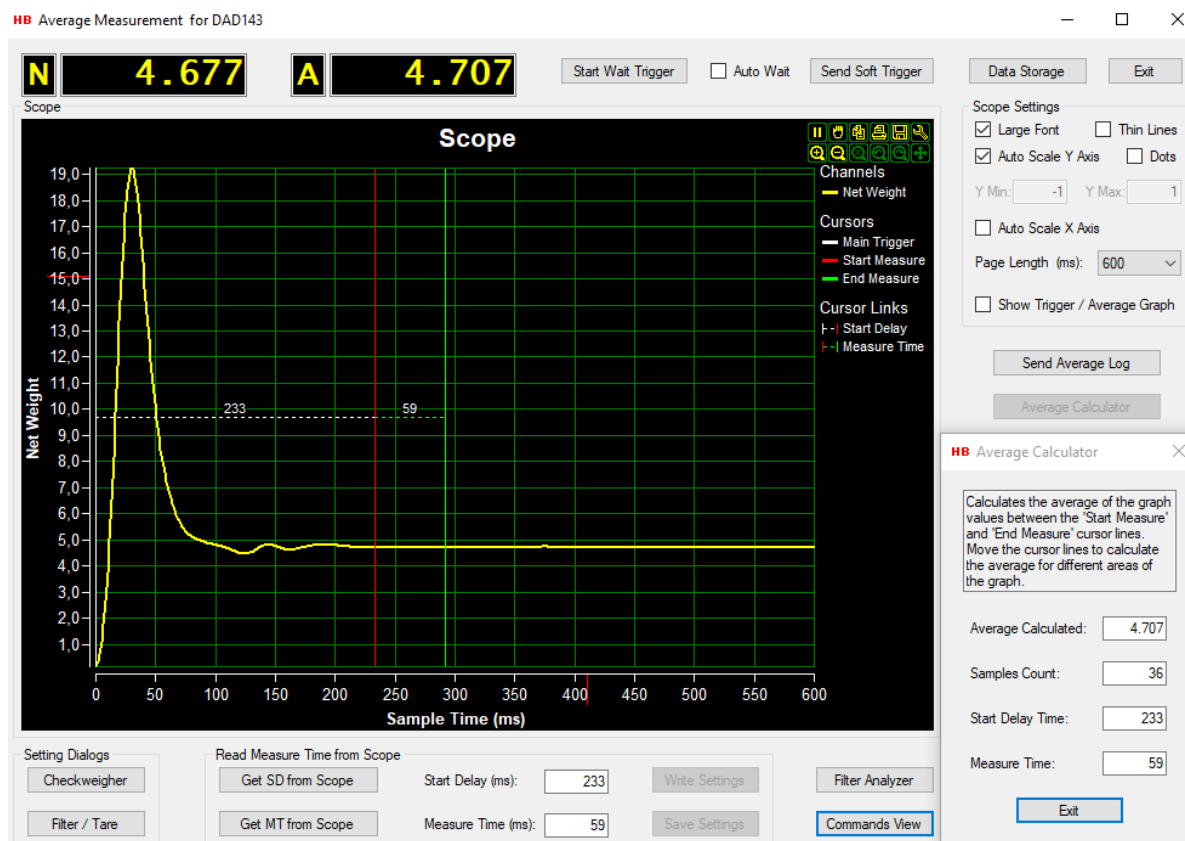 HB Average Measurement for DAD143
N 4.677 A 4.707 Start Wait Trigger Auto Wait Send Soft Trigger Data Storage Exit
Scope
Scope
Channels
Net Weight
Cursors
Main Trigger
Start Measure
End Measure
Cursor Links
Start Delay
Measure Time
Net Weight
19,0
18,0
17,0
16,0
15,0
14,0
13,0
12,0
11,0
10,0
9,0
8,0
7,0
6,0
5,0
4,0
3,0
2,0
1,0
233 59
0 50 100 150 200 250 300 350 400 450 500 550 600
Sample Time (ms)
Scope Settings
Large Font Thin Lines
Auto Scale Y Axis Dots
Y Min: -1 Y Max: 1
Auto Scale X Axis
Page Length (ms): 600
Show Trigger / Average Graph
Send Average Log
Average Calculator
HB Average Calculator
Calculates the average of the graph
values between the 'Start Measure'
and 'End Measure' cursor lines.
Move the cursor lines to calculate
the average for different areas of
the graph.
Average Calculated: 4.707
Samples Count: 36
Start Delay Time: 233
Measure Time: 59
Exit
Setting Dialogs
Checkweigher
Filter / Tare
Read Measure Time from Scope
Get SD from Scope Start Delay (ms): 233 Write Settings
Get MT from Scope Measure Time (ms): 59 Save Settings
Filter Analyzer
Commands View